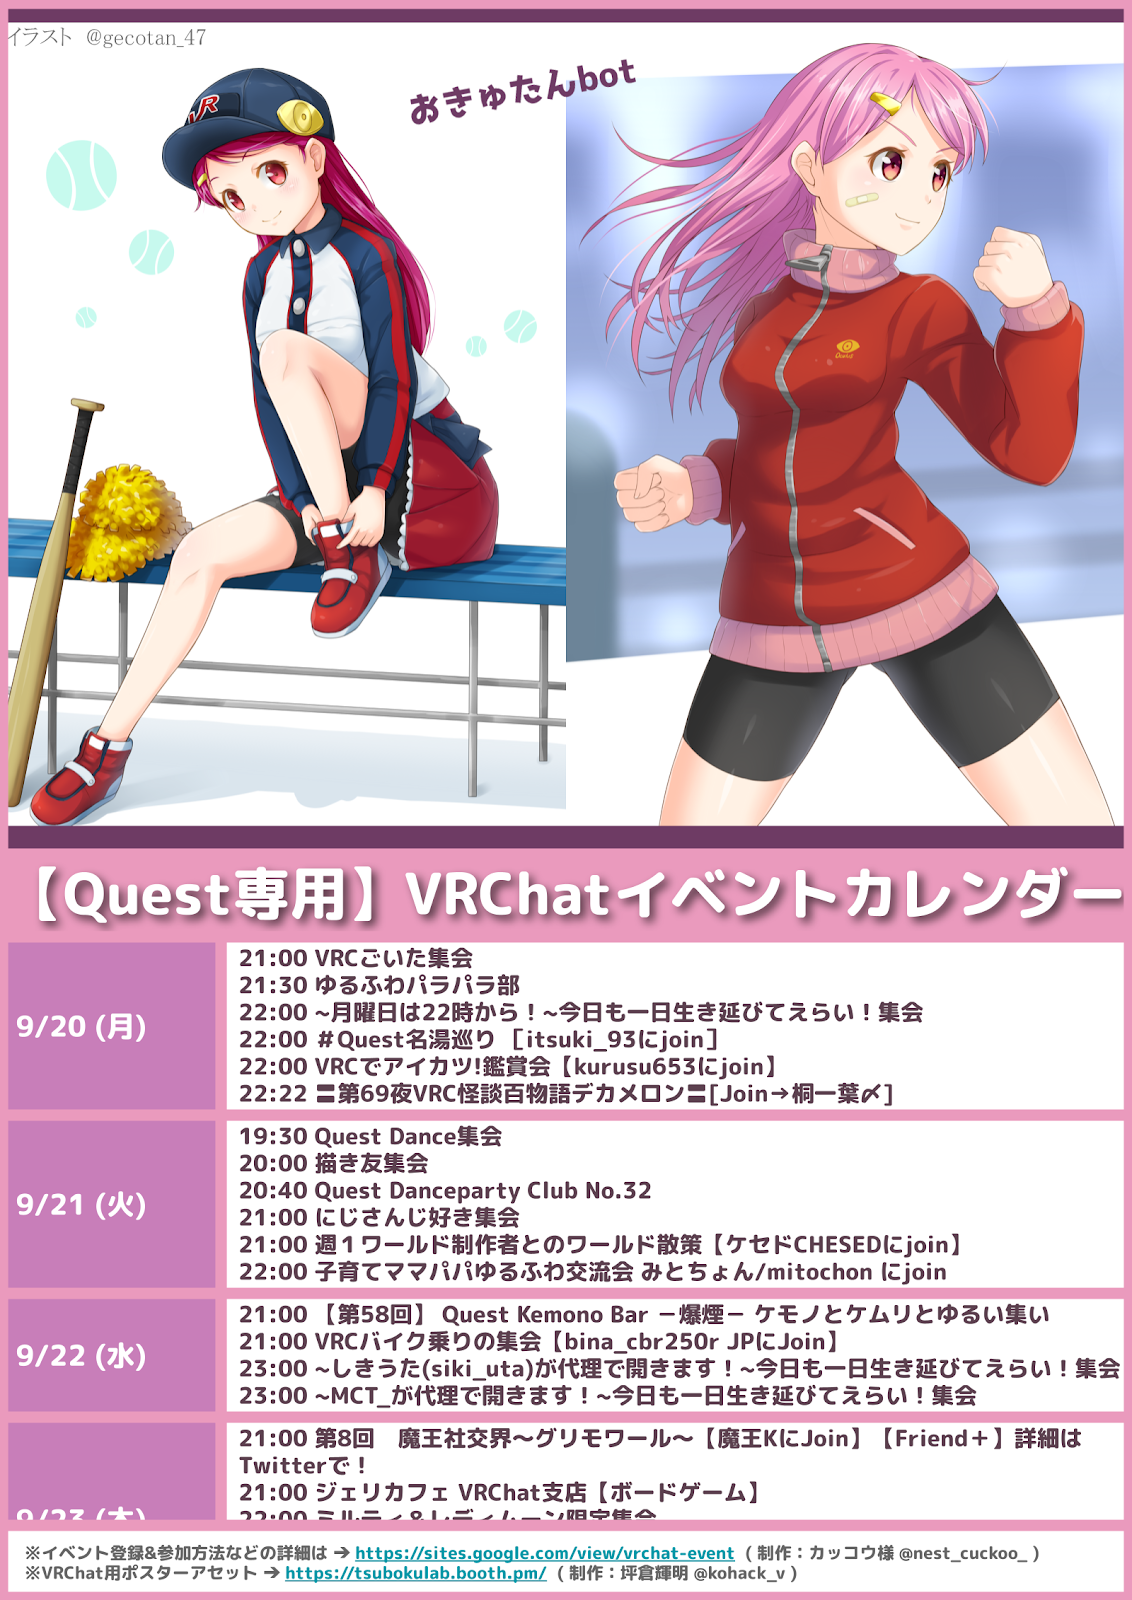 イラスト @gecotan_47
おきゅたんbot
VR
Quest
【Quest専用】VRChatイベントカレンダー
9/20 (月)
21:00 VRCごいた集会
21:30 ゆるふわパラパラ部
22:00 ~月曜日は22時から！~今日も一日生き延びてえらい！集会
22:00 ＃Quest名湯巡り ［itsuki_93にjoin］
22:00 VRCでアイカツ!鑑賞会【kurusu653にjoin】
22:22 〓第69夜VRC怪談百物語デカメロン〓[Join→桐一葉〆]
9/21 (火)
19:30 Quest Dance集会
20:00 描き友集会
20:40 Quest Danceparty Club No.32
21:00 にじさんじ好き集会
21:00 週１ワールド制作者とのワールド散策【ケセドCHESEDにjoin】
22:00 子育てママパパゆるふわ交流会 みとちょん/mitochon にjoin
9/22 (水)
21:00 【第58回】 Quest Kemono Bar －爆煙－ ケモノとケムリとゆるい集い
21:00 VRCバイク乗りの集会【bina_cbr250r JPにJoin】
23:00 ~しきうた(siki_uta)が代理で開きます！~今日も一日生き延びてえらい！集会
23:00 ~MCT_が代理で開きます！~今日も一日生き延びてえらい！集会
9/23 (木)
21:00 第8回　魔王社交界～グリモワール～【魔王KにJoin】【Friend＋】詳細は
Twitterで！
21:00 ジェリカフェ VRChat支店【ボードゲーム】
22:00 ミルティ＆レディムーン限定集会
※イベント登録&参加方法などの詳細は → https://sites.google.com/view/vrchat-event （制作：カッコウ様 @nest_cuckoo_ ）
※VRChat用ポスターアセット → https://tsubokulab.booth.pm/ （制作：坪倉輝明 @kohack_v ）